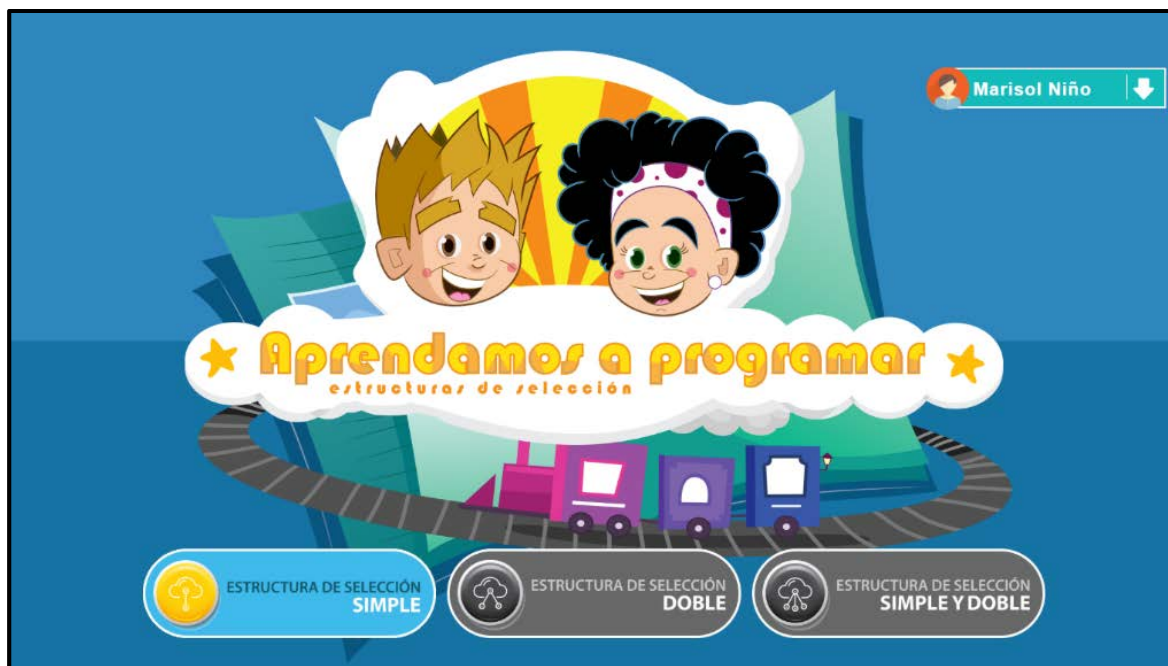 Marisol Niño
Aprendamos a programar
estructuras de selección
ESTRUCTURA DE SELECCIÓN
SIMPLE
ESTRUCTURA DE SELECCIÓN
DOBLE
ESTRUCTURA DE SELECCIÓN
SIMPLE Y DOBLE